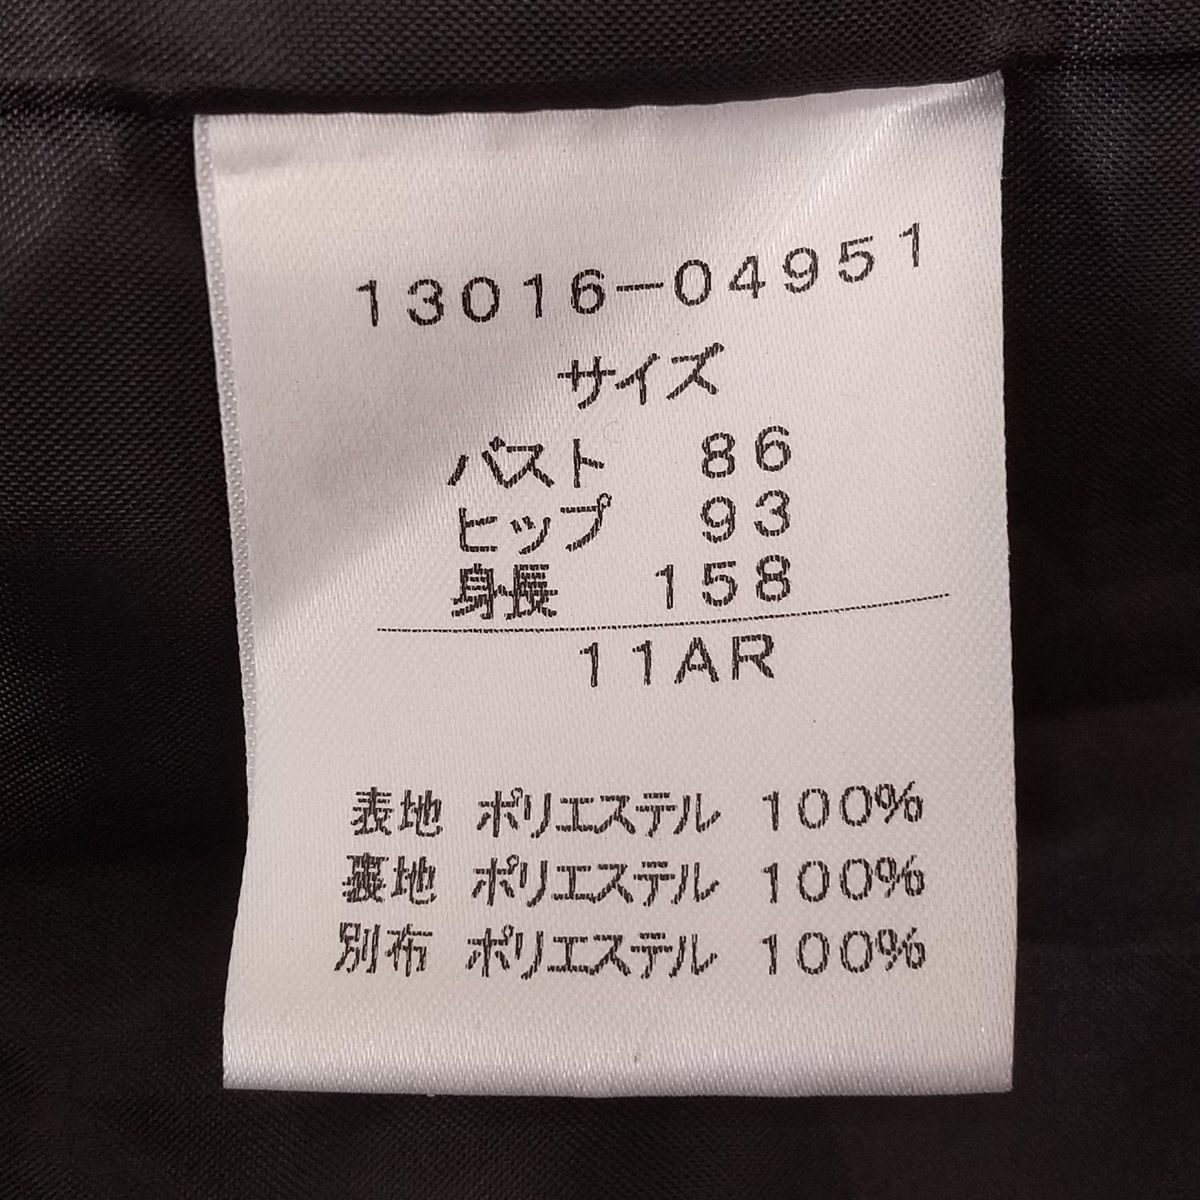 13016-04951
サイズ
バスト 86
ヒップ 93
身長 158
11AR
表地 ポリエステル 100%
裏地 ポリエステル 100%
別布 ポリエステル 100%